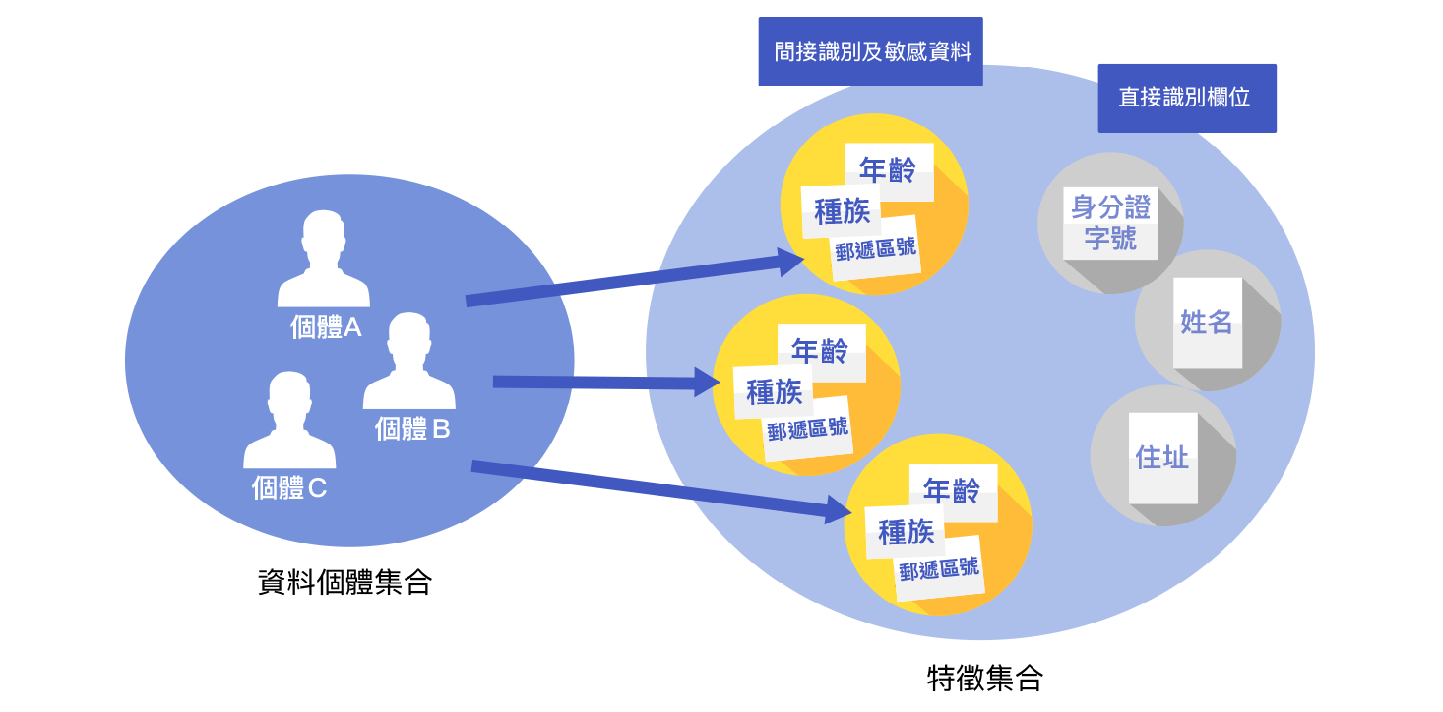 間接識別及敏感資料
直接識別欄位
年齡
種族
郵遞區號
身分證
字號
姓名
住址
年齡
種族
郵遞區號
年齡
種族
郵遞區號
個體A
個體B
個體C
資料個體集合
特徵集合